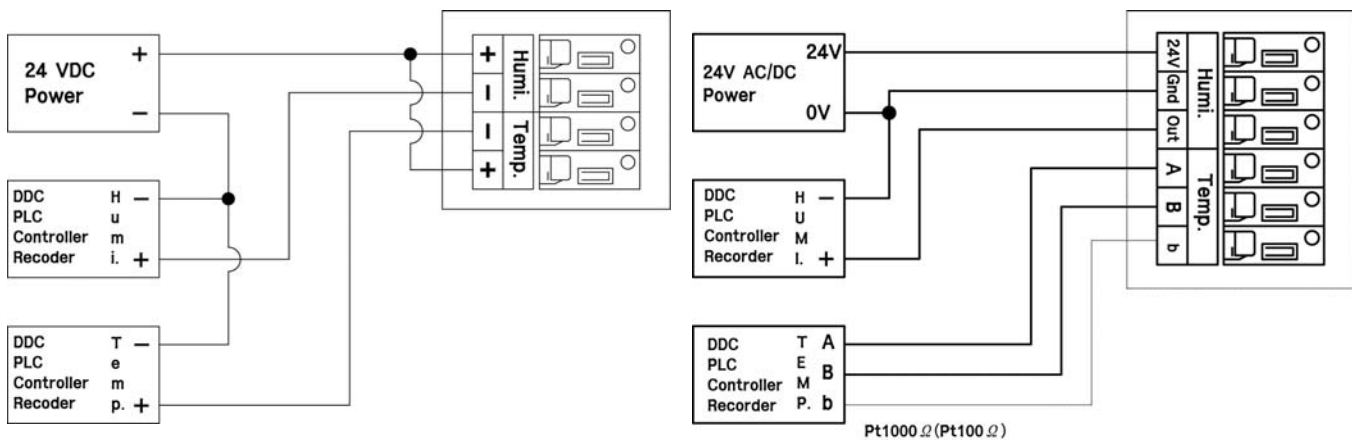 24 VDC
Power
+
−
DDC H −
PLC u
Controller m
Recoder i. +
DDC T −
PLC e
Controller m
Recoder p. +
+
−
−
+
Humi.
Temp.
24V AC/DC
Power
24V
0V
DDC H −
PLC U
Controller M
Recorder I. +
DDC T A
PLC E B
Controller M
Recorder P. b
Pt1000Ω(Pt100Ω)
24V
Gnd
Out
A
B
b
Humi.
Temp.